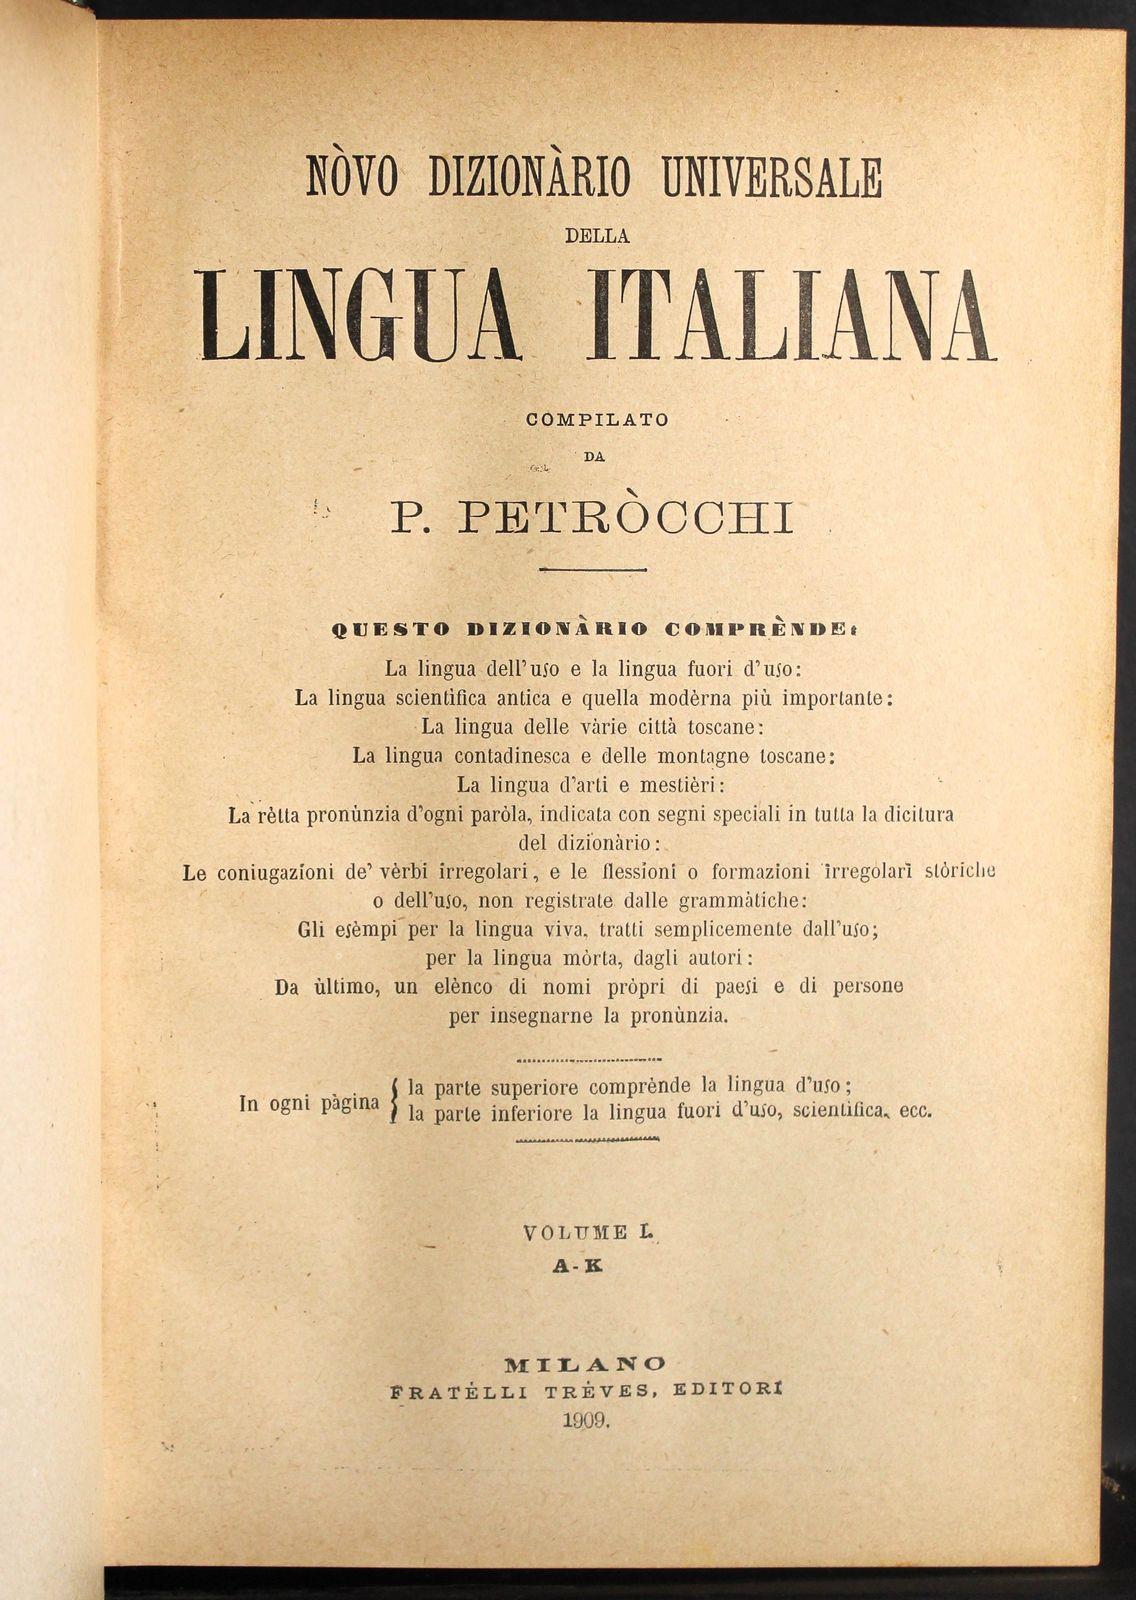 NÒVO DIZIONÀRIO UNIVERSALE
DELLA
LINGUA ITALIANA
COMPILATO
DA
P. PETRÒCCHI
QUESTO DIZIONÀRIO COMPRÈNDE:
La lingua dell'uſo e la lingua fuori d'uſo:
La lingua scientìfica antica e quella modèrna più importante:
La lingua delle vàrie città toscane:
La lingua contadinesca e delle montagne toscane:
La lingua d'arti e mestièri:
La rètta pronùnzia d'ogni paròla, indicata con segni speciali in tutta la dicitura
del dizionàrio:
Le coniugazioni de' vèrbi irregolari, e le flessioni o formazioni irregolari stòriche
o dell'uſo, non registrate dalle grammàtiche:
Gli eſèmpi per la lingua viva, tratti semplicemente dall'uſo;
per la lingua mòrta, dagli autori:
Da ùltimo, un elènco di nomi pròpri di paeſi e di persone
per insegnarne la pronùnzia.
In ogni pàgina { la parte superiore comprènde la lingua d'uſo;
la parte inferiore la lingua fuori d'uſo, scientìfica, ecc.
VOLUME I.
A-K
MILANO
FRATÈLLI TRÈVES, EDITORI
1909.